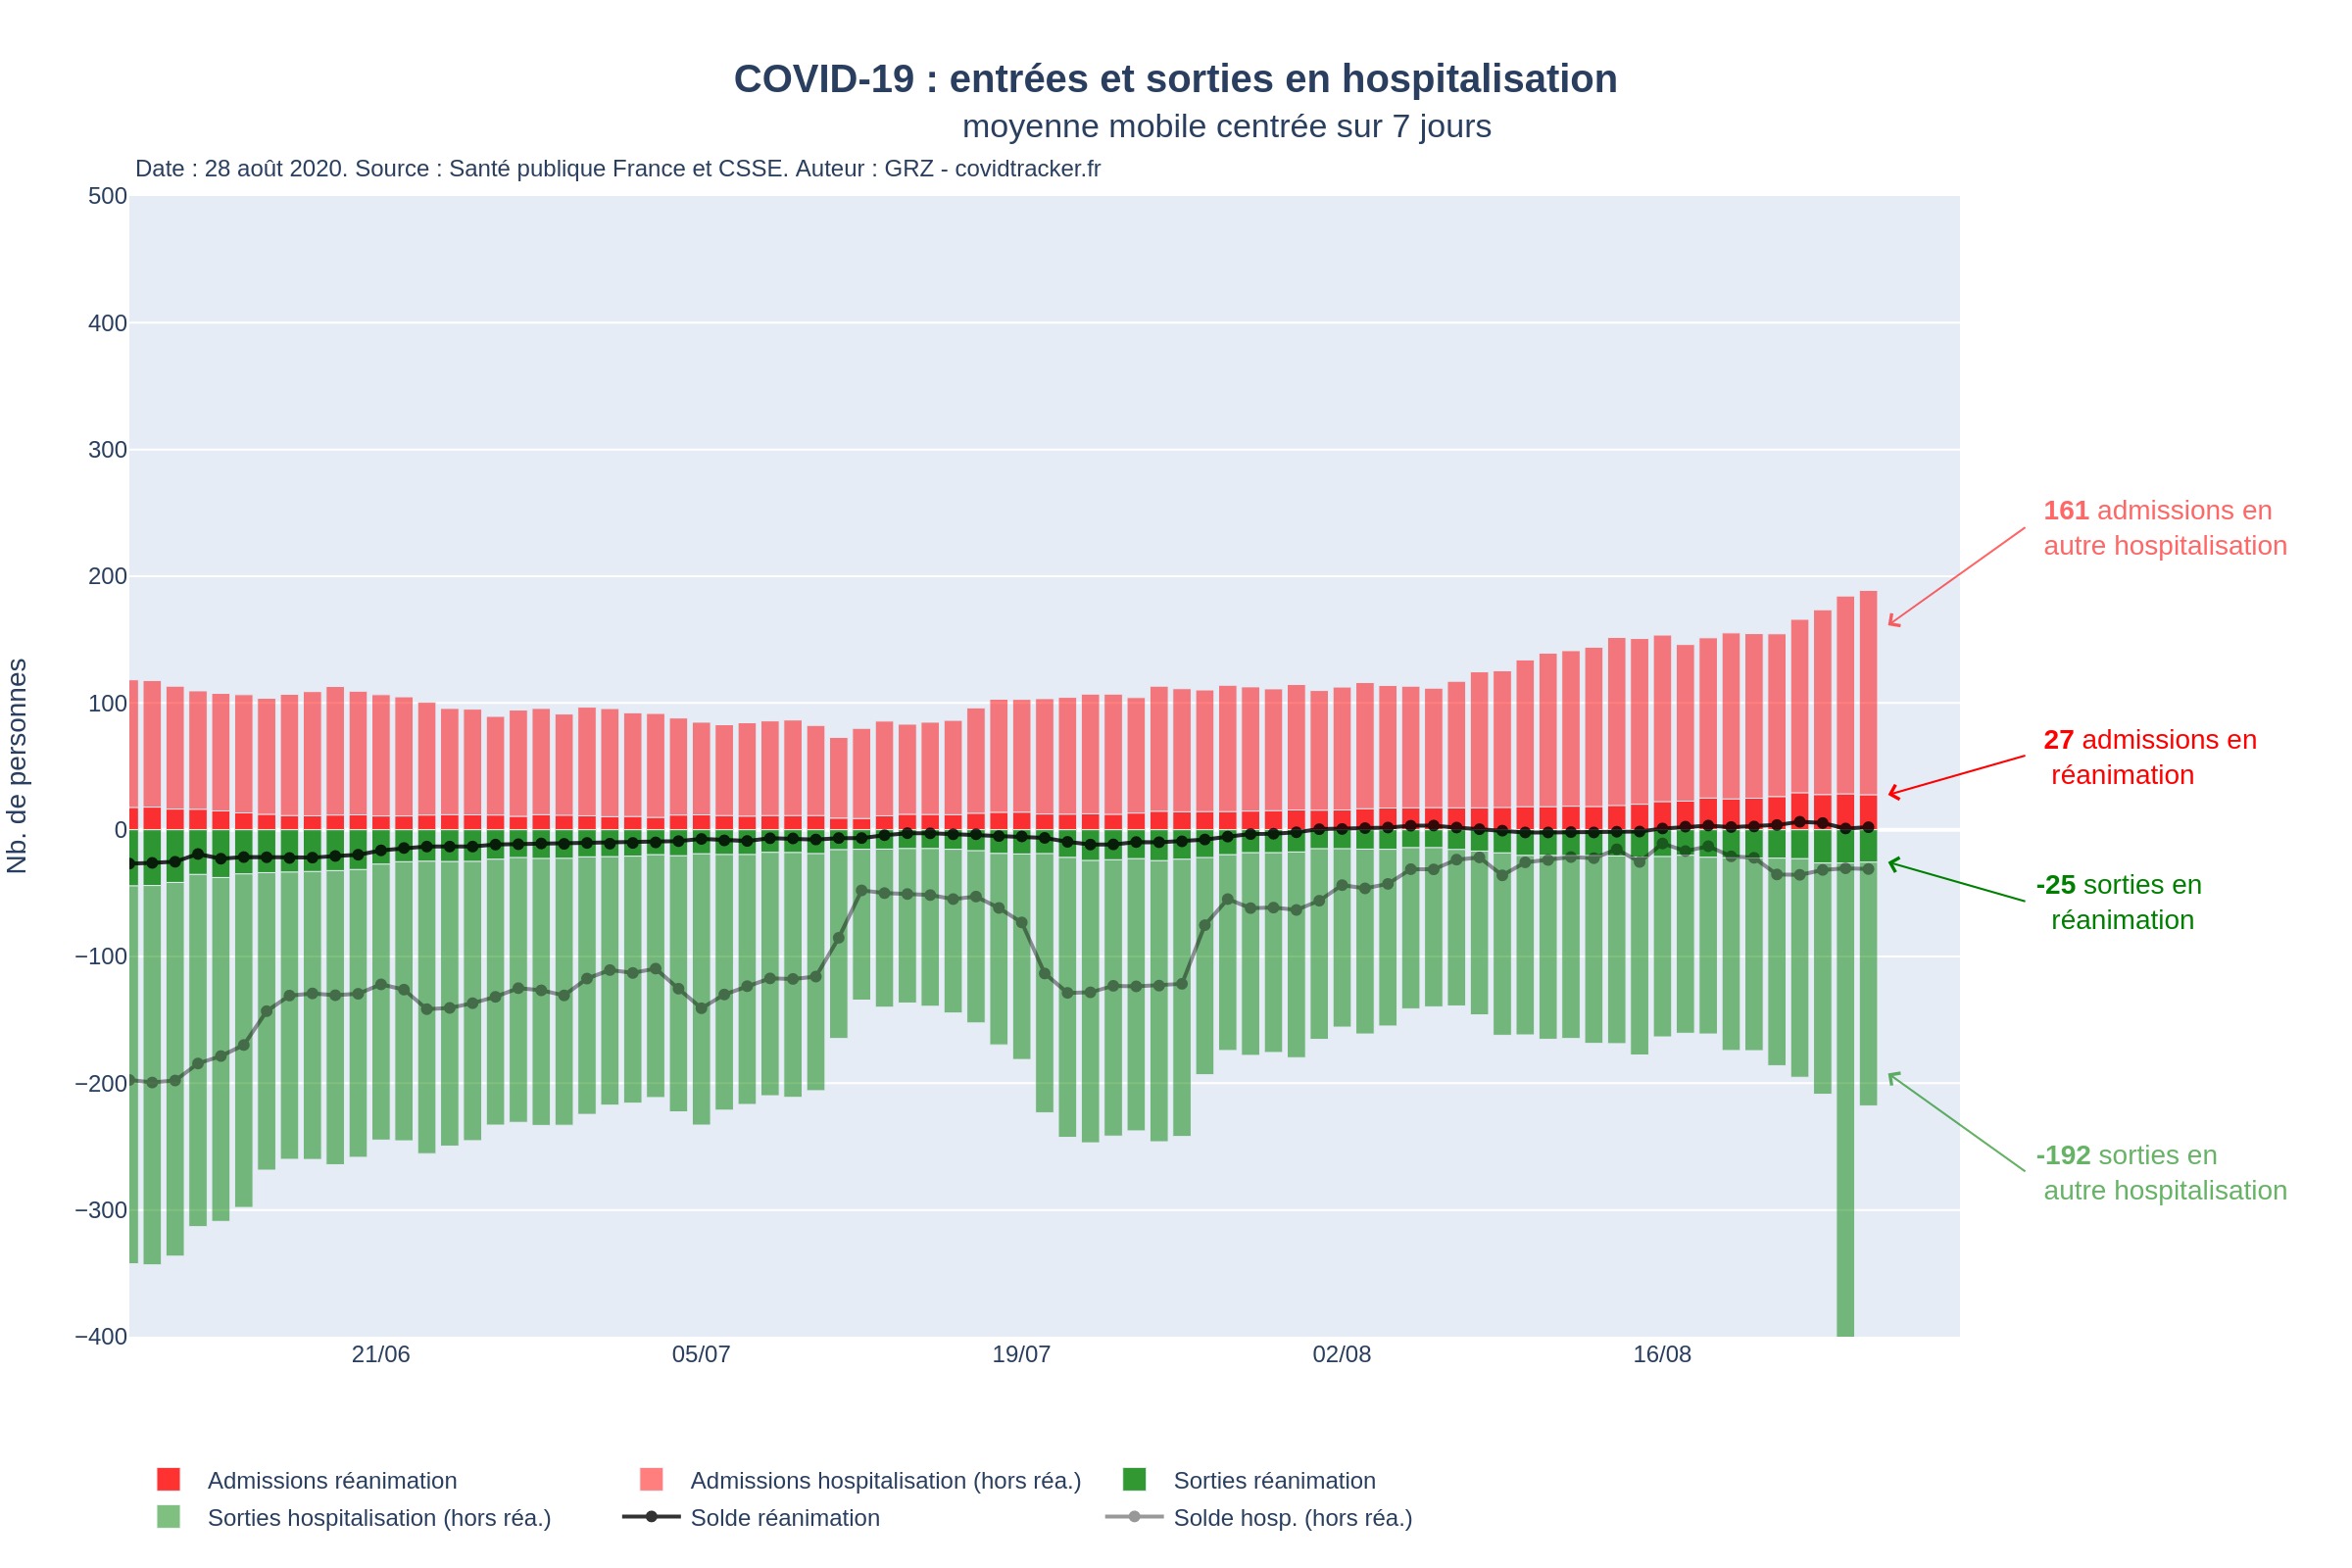 COVID-19 : entrées et sorties en hospitalisation
moyenne mobile centrée sur 7 jours
Date : 28 août 2020. Source : Santé publique France et CSSE. Auteur : GRZ - covidtracker.fr
Nb. de personnes
500
400
300
200
100
0
−100
−200
−300
−400
21/06
05/07
19/07
02/08
16/08
161 admissions en
autre hospitalisation
27 admissions en
réanimation
-25 sorties en
réanimation
-192 sorties en
autre hospitalisation
Admissions réanimation
Admissions hospitalisation (hors réa.)
Sorties réanimation
Sorties hospitalisation (hors réa.)
Solde réanimation
Solde hosp. (hors réa.)